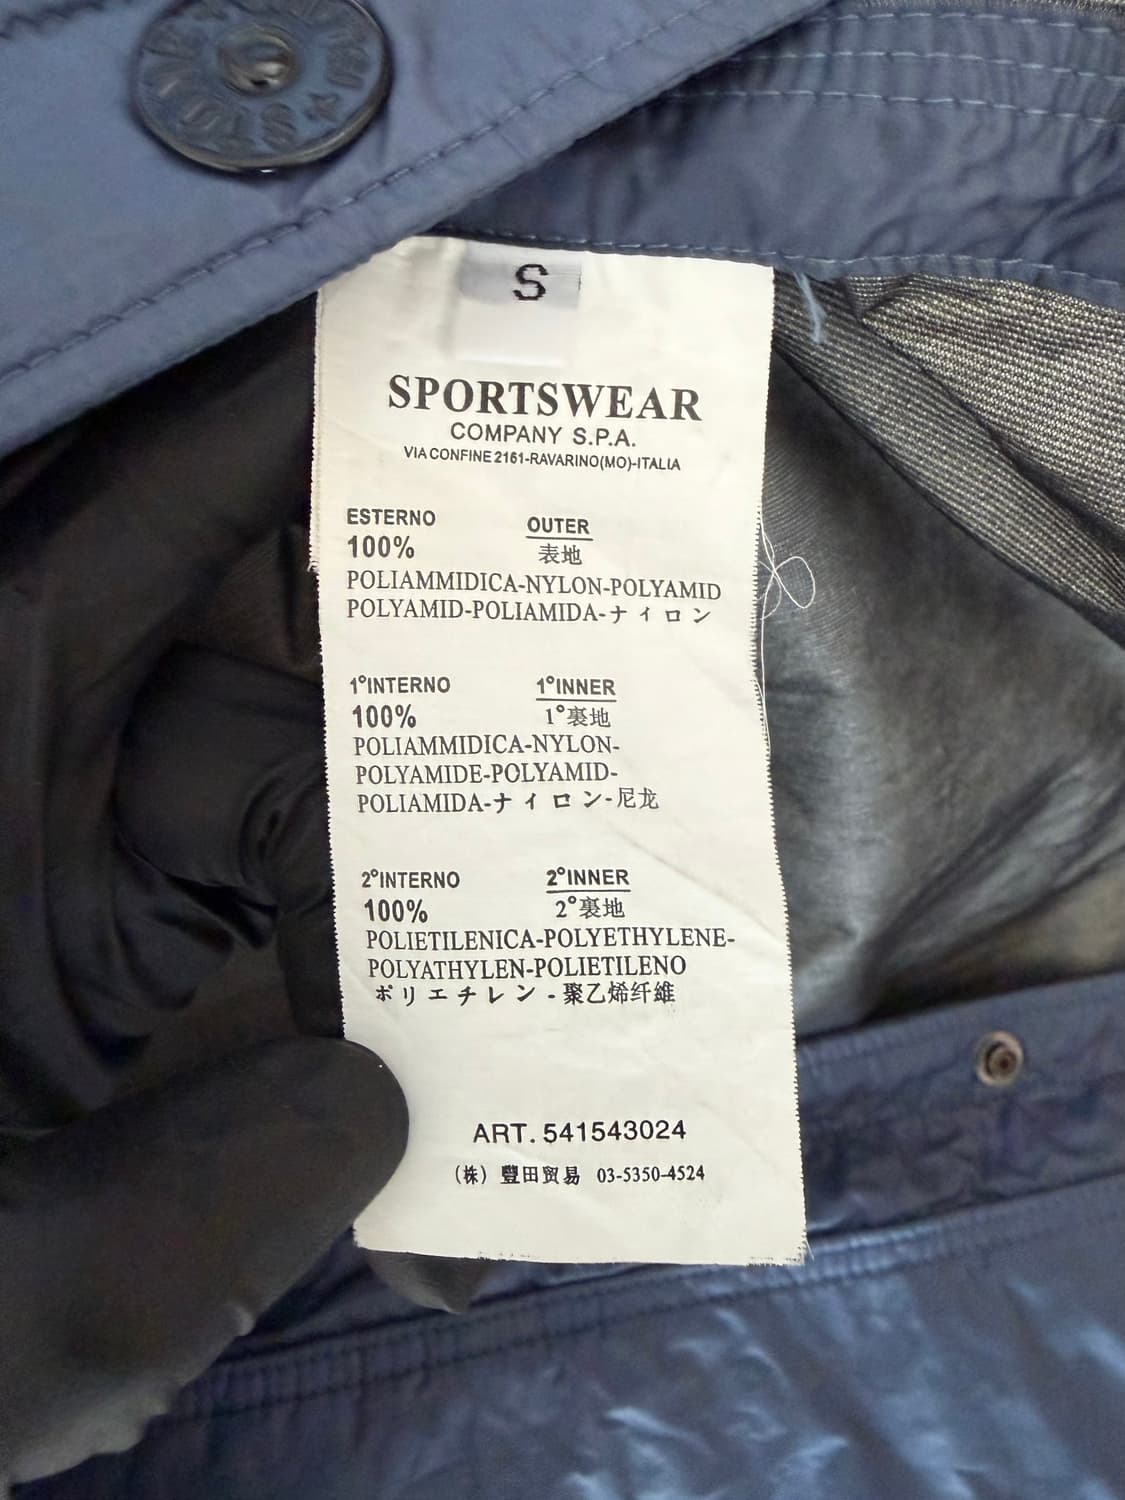 STONE ISLAND
S
SPORTSWEAR
COMPANY S.P.A.
VIA CONFINE 2161-RAVARINO(MO)-ITALIA
ESTERNO OUTER
100% 表地
POLIAMMIDICA-NYLON-POLYAMID
POLYAMID-POLIAMIDA-ナイロン
1°INTERNO 1°INNER
100% 1°裏地
POLIAMMIDICA-NYLON-
POLYAMIDE-POLYAMID-
POLIAMIDA-ナイロン-尼龙
2°INTERNO 2°INNER
100% 2°裏地
POLIETILENICA-POLYETHYLENE-
POLYATHYLEN-POLIETILENO
ポリエチレン-聚乙烯纤維
ART. 541543024
(株) 豐田贸易 03-5350-4524